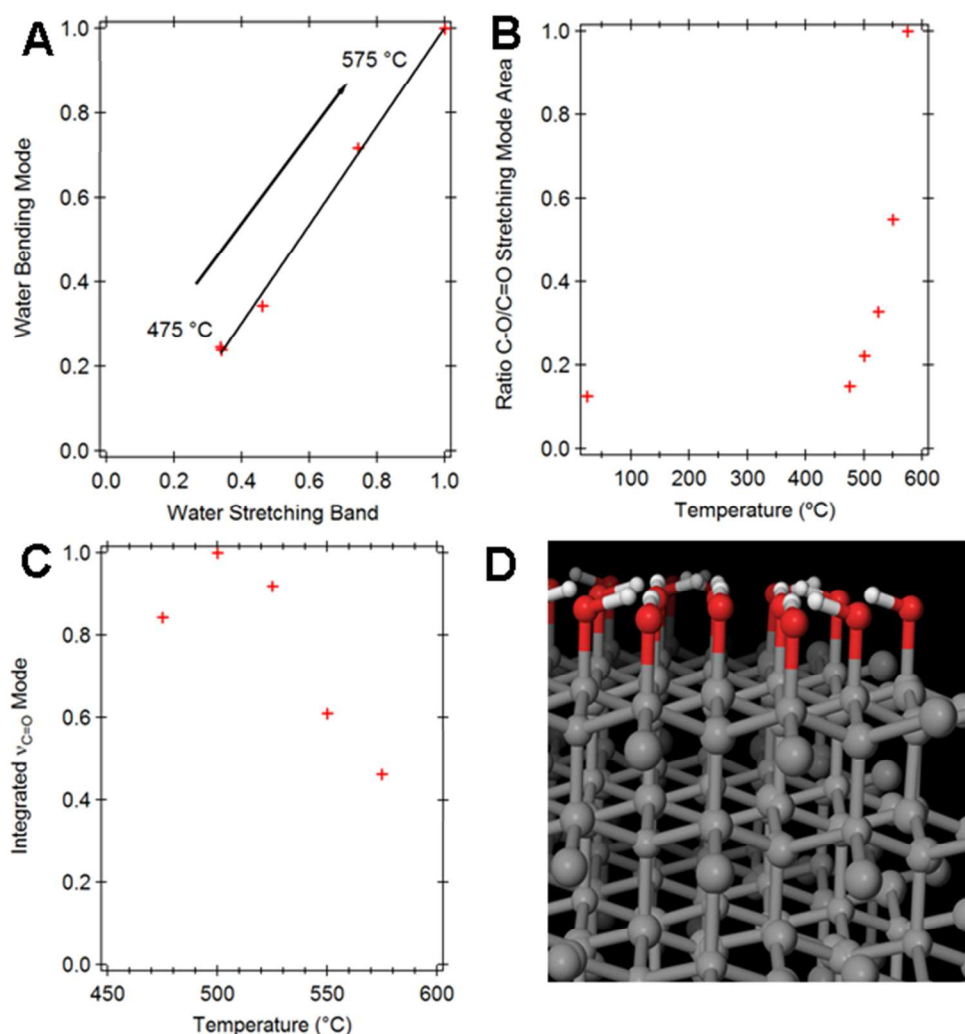 A
Water Bending Mode
1.0
0.8
0.6
0.4
0.2
0.0
575 °C
475 °C
0.0 0.2 0.4 0.6 0.8 1.0
Water Stretching Band
B
Ratio C-O/C=O Stretching Mode Area
1.0
0.8
0.6
0.4
0.2
0.0
100 200 300 400 500 600
Temperature (°C)
C
Integrated νC=O Mode
1.0
0.8
0.6
0.4
0.2
0.0
450 500 550 600
Temperature (°C)
D